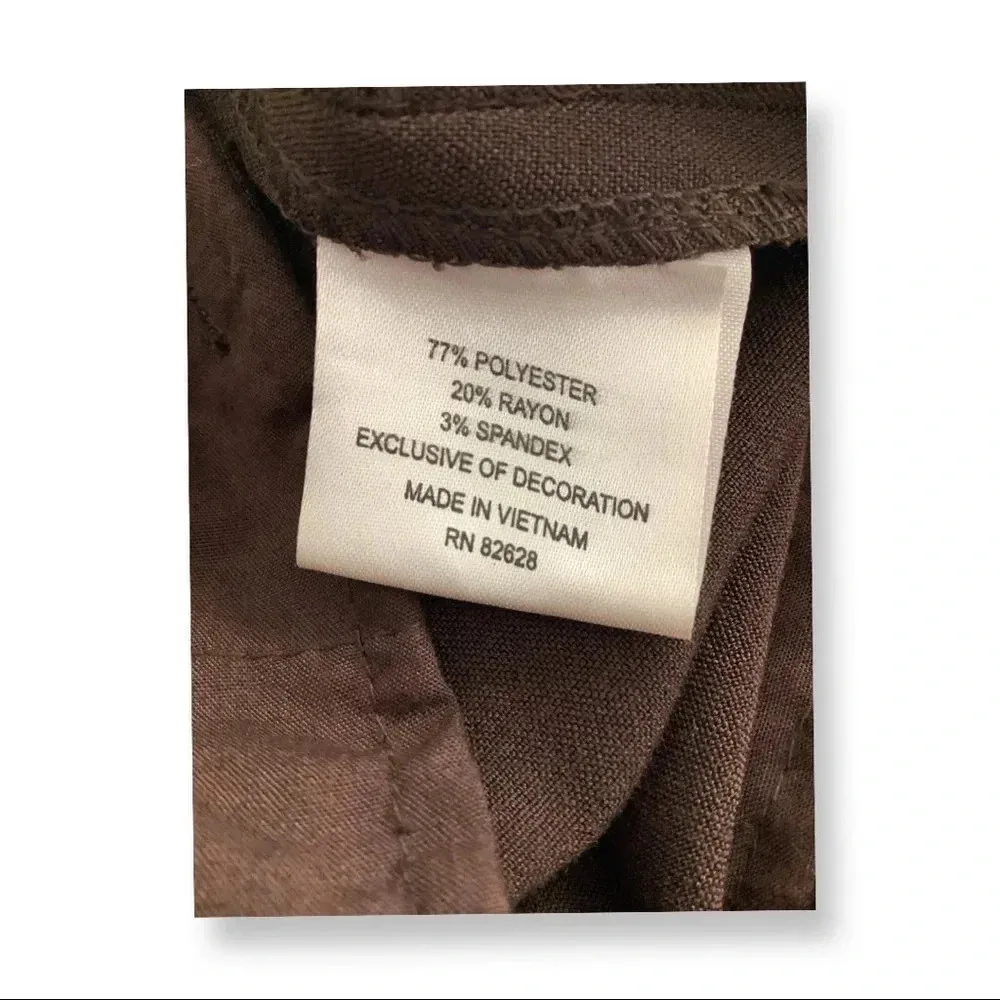 77% POLYESTER
20% RAYON
3% SPANDEX
EXCLUSIVE OF DECORATION
MADE IN VIETNAM
RN 82628